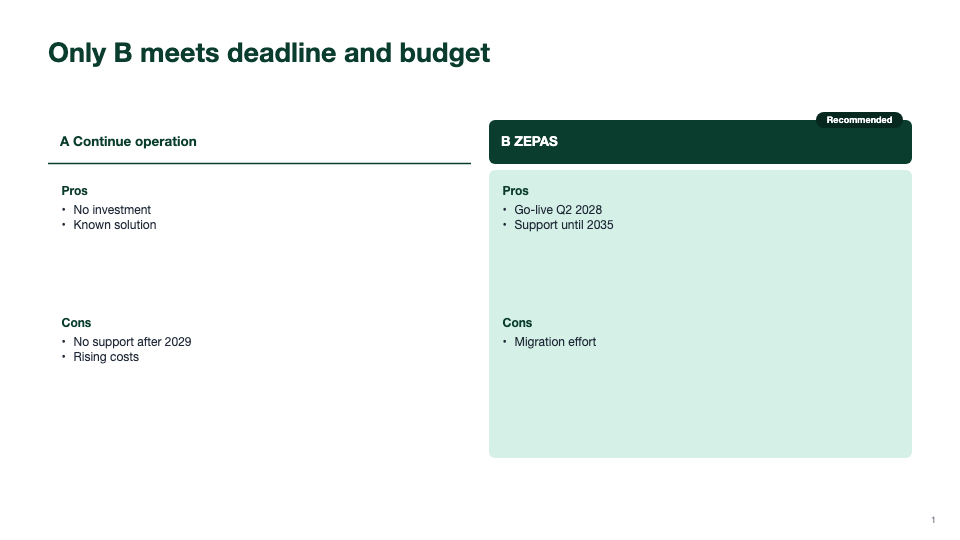 Only B meets deadline and budget
A Continue operation
Pros
• No investment
• Known solution
Cons
• No support after 2029
• Rising costs
Recommended
B ZEPAS
Pros
• Go-live Q2 2028
• Support until 2035
Cons
• Migration effort
1